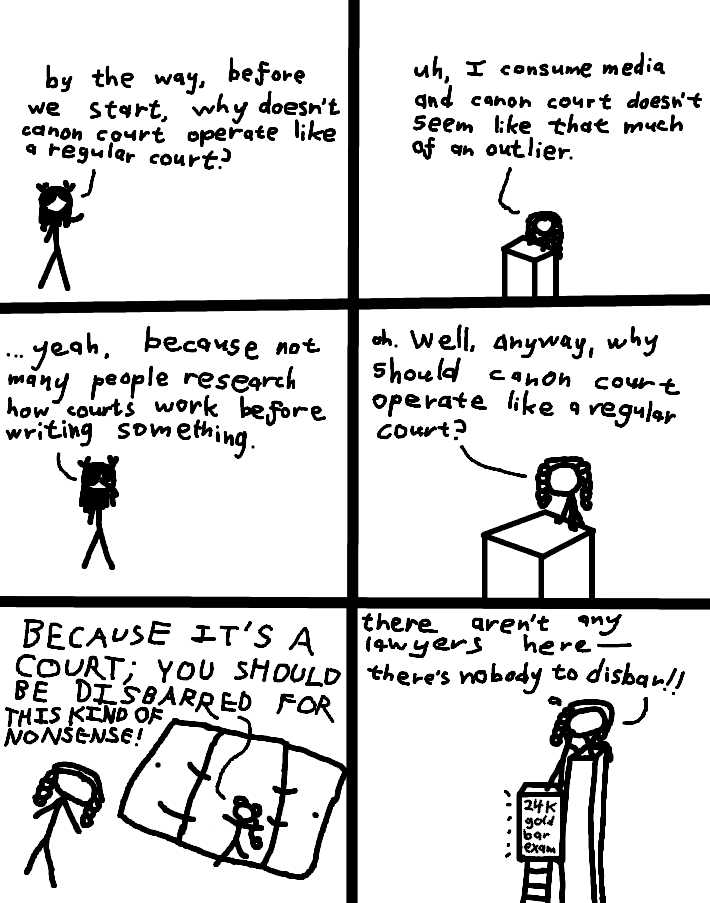 by the way, before
we start, why doesn't
canon court operate like
a regular court?
uh, I consume media
and canon court doesn't
seem like that much
of an outlier.
...yeah, because not
many people research
how courts work before
writing something.
oh. Well, anyway, why
should canon court
operate like a regular
court?
BECAUSE IT'S A
COURT; YOU SHOULD
BE DISBARRED FOR
THIS KIND OF
NONSENSE!
there aren't any
lawyers here—
there's nobody to disbar!!
24K
gold
bar
exam